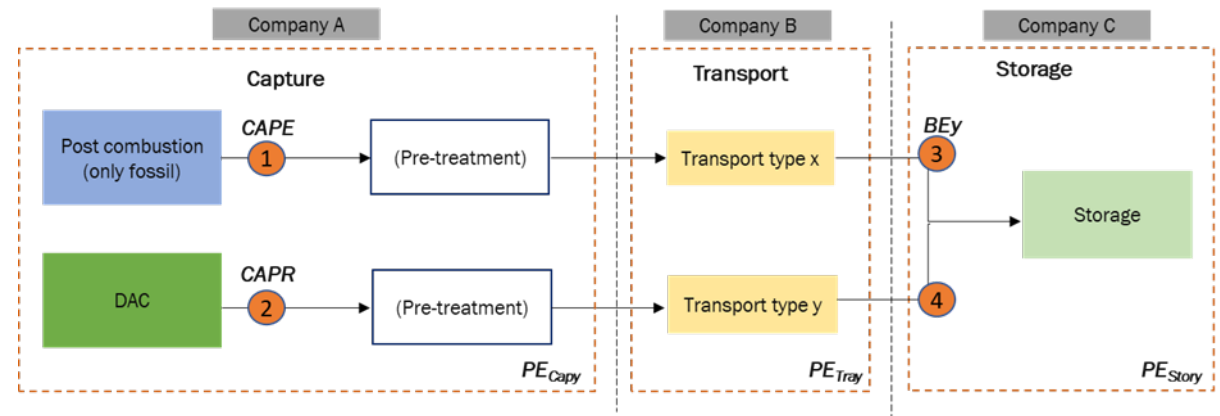 Company A
Company B
Company C
Capture
Transport
Storage
Post combustion
(only fossil)
CAPE
1
(Pre-treatment)
Transport type x
BEy
3
Storage
DAC
CAPR
2
(Pre-treatment)
Transport type y
4
PECapy
PETray
PEStory